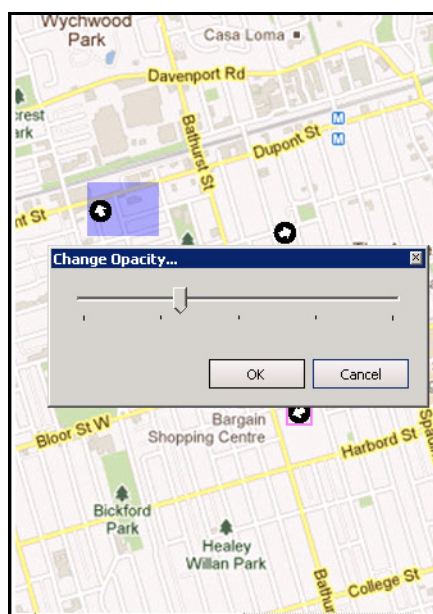 Wychwood
Park
Casa Loma
Davenport Rd
crest
ark
Bathurst St
Dupont St
M
M
nt St
Change Opacity...
OK
Cancel
Bloor St W
Bargain
Shopping Centre
Harbord St
Bickford
Park
Healey
Willan Park
College St